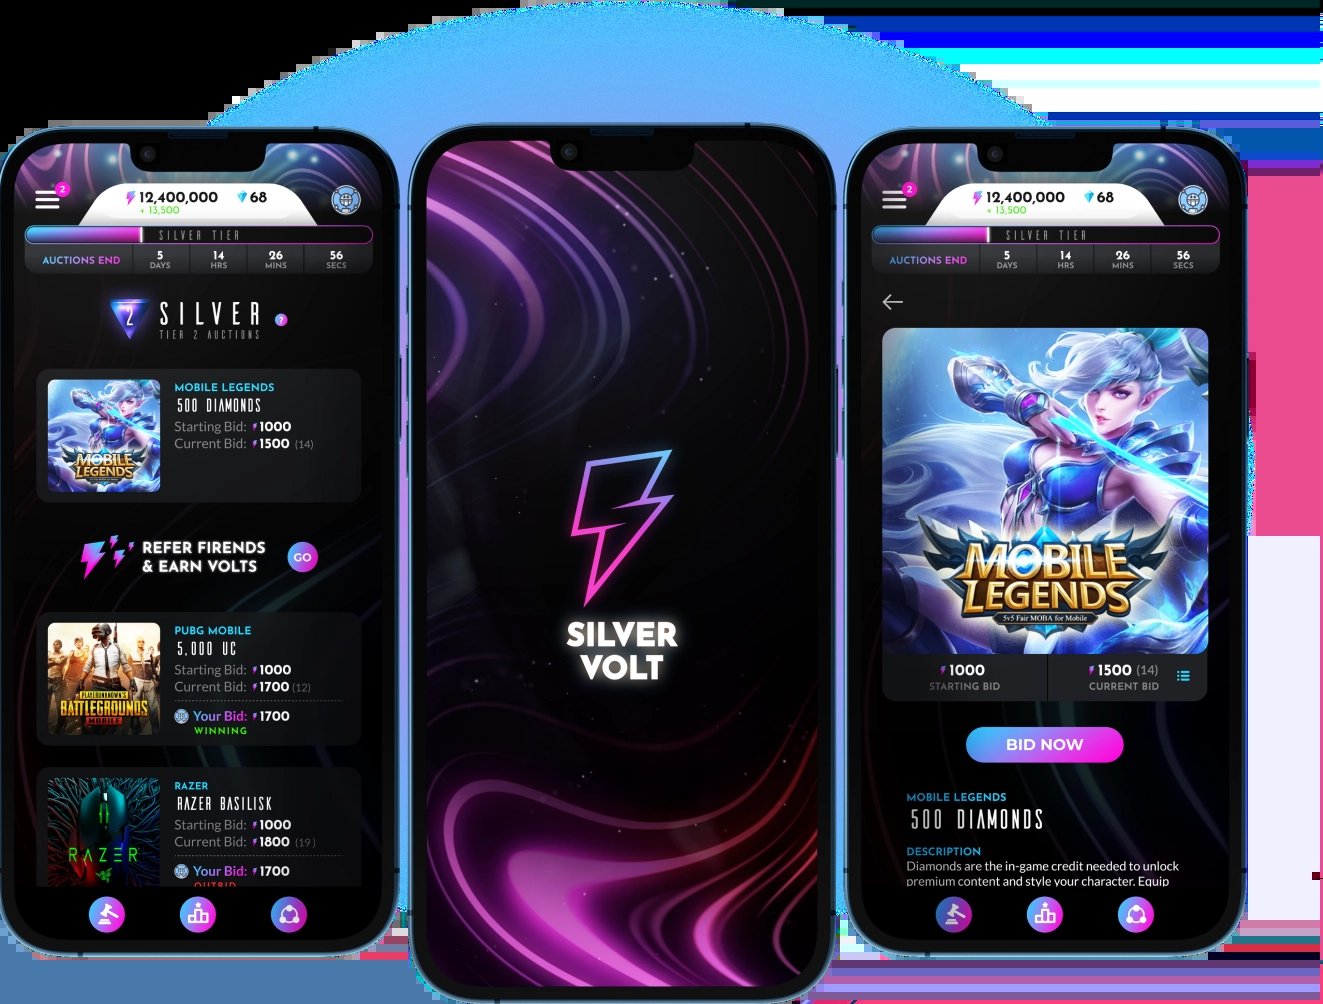 2
12,400,000
68
+ 13,500
SILVER TIER
AUCTIONS END
5
DAYS
14
HRS
26
MINS
56
SECS
2
SILVER
?
TIER 2 AUCTIONS
MOBILE LEGENDS
500 DIAMONDS
Starting Bid: 1000
Current Bid: 1500 (14)
MOBILE
LEGENDS
REFER FIRENDS
& EARN VOLTS
GO
PUBG MOBILE
5,000 UC
Starting Bid: 1000
Current Bid: 1700 (12)
PLAYERUNKNOWN'S
BATTLEGROUNDS
MOBILE
Your Bid: 1700
WINNING
RAZER
RAZER BASILISK
Starting Bid: 1000
Current Bid: 1800 (19)
RAZER
Your Bid: 1700
OUTBID
SILVER
VOLT
2
12,400,000
68
+ 13,500
SILVER TIER
AUCTIONS END
5
DAYS
14
HRS
26
MINS
56
SECS
MOBILE
LEGENDS
5v5 Fair MOBA for Mobile
1000
STARTING BID
1500 (14)
CURRENT BID
BID NOW
MOBILE LEGENDS
500 DIAMONDS
DESCRIPTION
Diamonds are the in-game credit needed to unlock
premium content and style your character. Equip